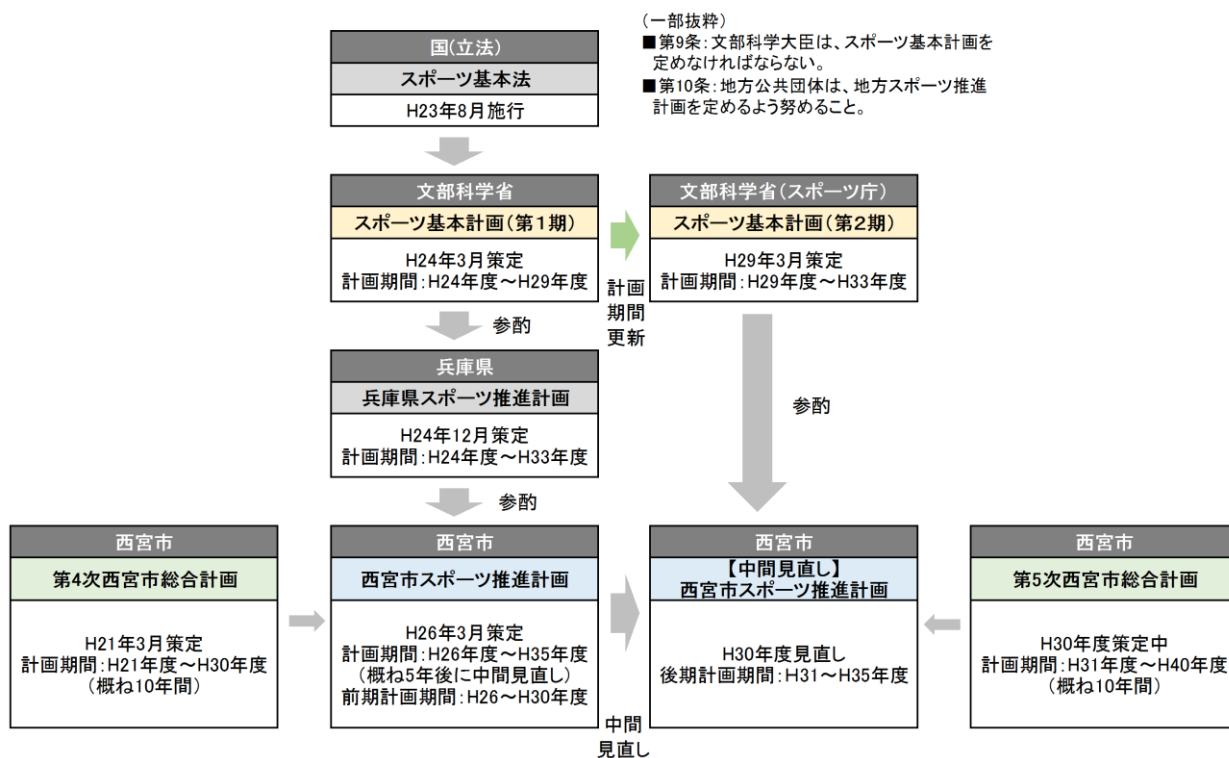 (一部抜粋)
■第9条:文部科学大臣は、スポーツ基本計画を
定めなければならない。
■第10条:地方公共団体は、地方スポーツ推進
計画を定めるよう努めること。
国(立法)
スポーツ基本法
H23年8月施行
文部科学省
スポーツ基本計画(第1期)
H24年3月策定
計画期間:H24年度~H29年度
計画
期間
更新
文部科学省(スポーツ庁)
スポーツ基本計画(第2期)
H29年3月策定
計画期間:H29年度~H33年度
参酌
兵庫県
兵庫県スポーツ推進計画
H24年12月策定
計画期間:H24年度~H33年度
参酌
参酌
西宮市
第4次西宮市総合計画
H21年3月策定
計画期間:H21年度~H30年度
(概ね10年間)
西宮市
西宮市スポーツ推進計画
H26年3月策定
計画期間:H26年度~H35年度
(概ね5年後に中間見直し)
前期計画期間:H26~H30年度
中間
見直し
西宮市
【中間見直し】
西宮市スポーツ推進計画
H30年度見直し
後期計画期間:H31~H35年度
西宮市
第5次西宮市総合計画
H30年度策定中
計画期間:H31年度~H40年度
(概ね10年間)